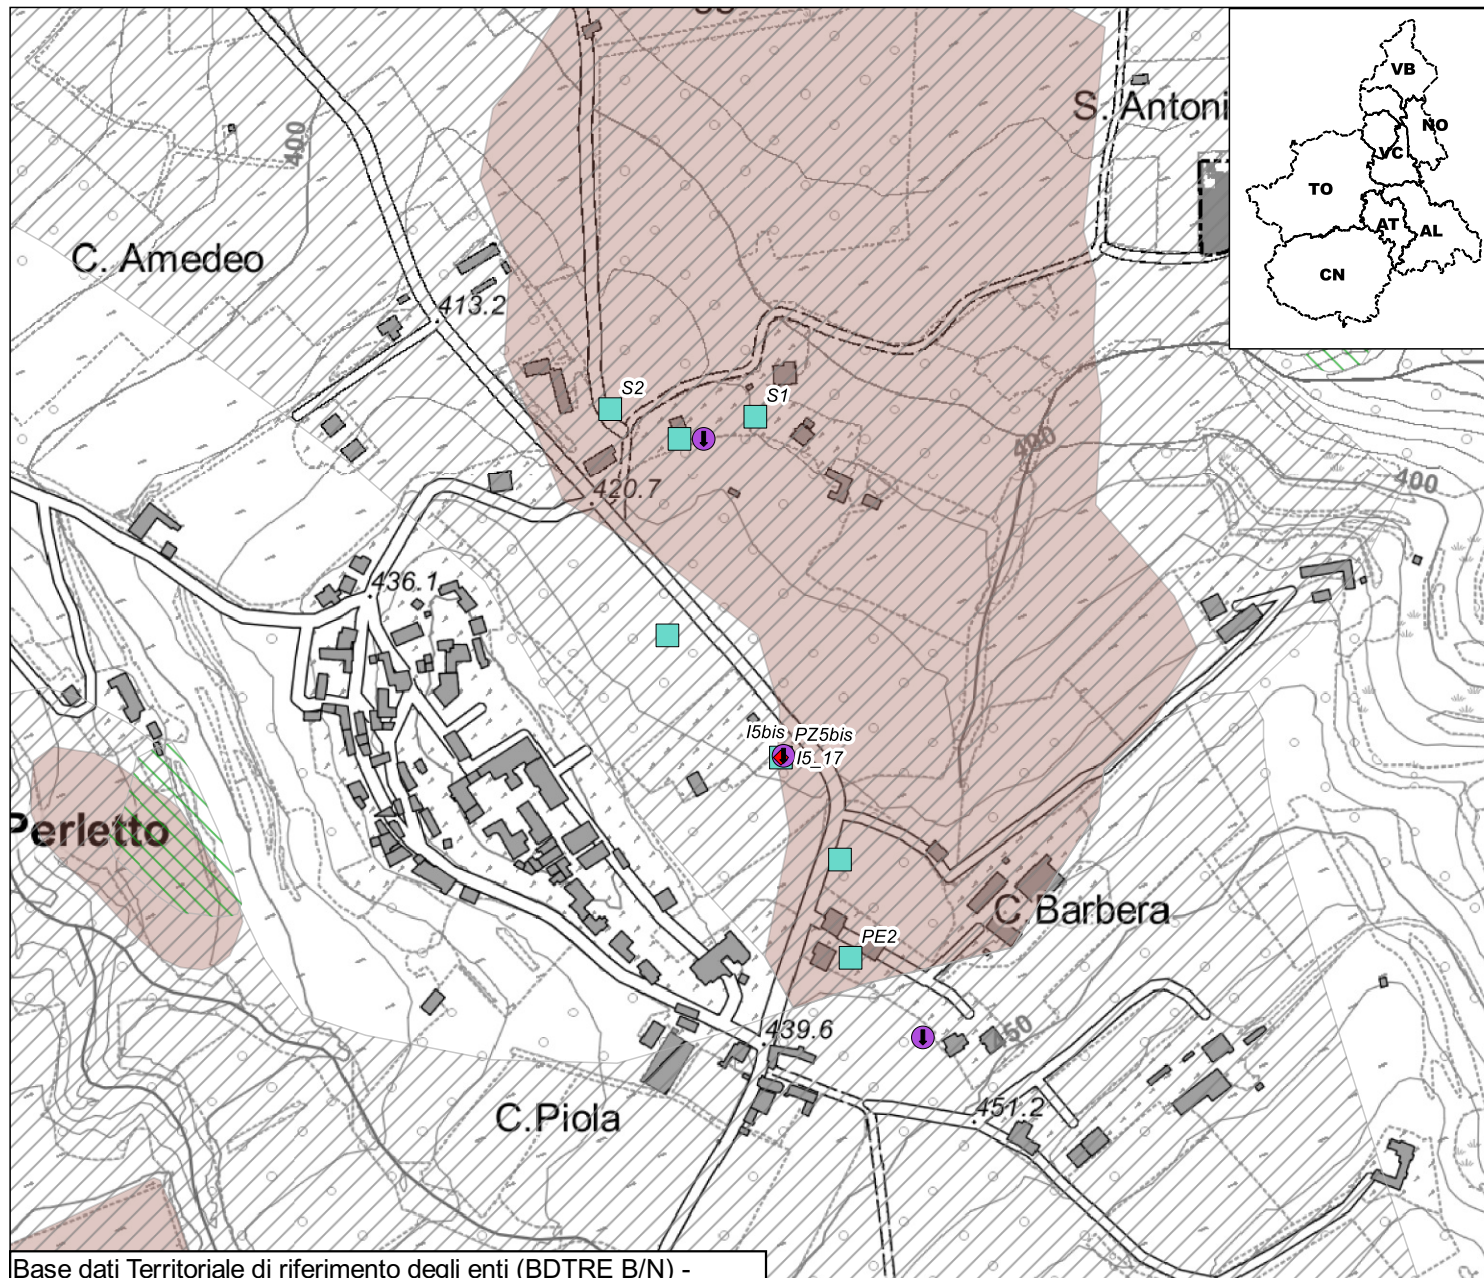 S. Antoni
VB
NO
VC
TO
AT
AL
CN
400
C. Amedeo
413.2
S2
S1
400
400
420.7
436.1
I5bis
PZ5bis
I5_17
Perletto
C.Barbera
PE2
439.6
450
C.Piola
451.2
Base dati Territoriale di riferimento degli enti (BDTRE B/N) -